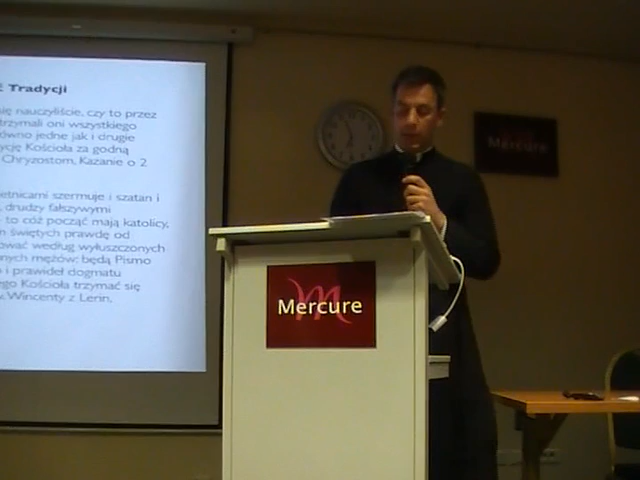 Tradycji
ię nauczyliście, czy to przez
trzymali oni wszystkiego
równo jedne jak i drugie
ycję Kościoła za godną
Chryzostom, Kazanie o 2
etnicami szermuje i szatan i
, drudzy fałszywymi
to cóż począć mają katolicy,
n świętych prawdę od
ować według wyłuszczonych
nych mężów: będą Pismo
o i prawideł dogmatu
ego Kościoła trzymać się
Wincenty z Lerin,
Mercure
Mercure